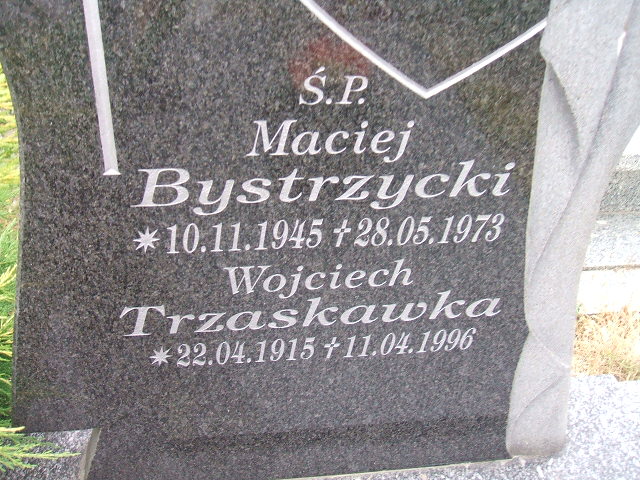 Ś.P.
Maciej
Bystrzycki
✷ 10.11.1945 † 28.05.1973
Wojciech
Trzaskawka
✷ 22.04.1915 † 11.04.1996